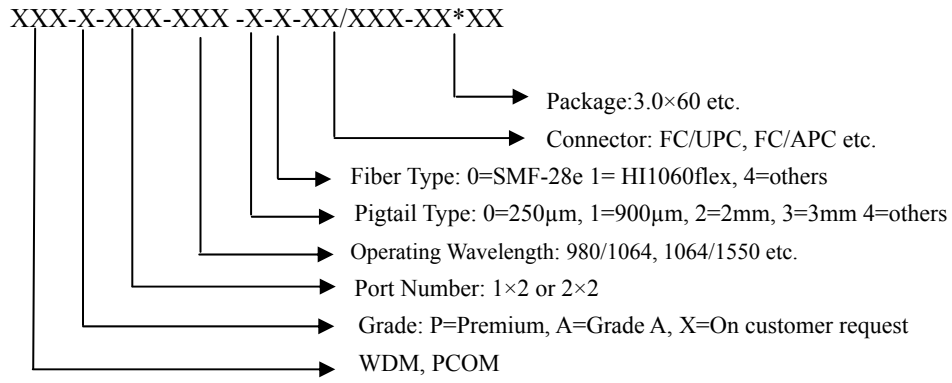 XXX-X-XXX-XXX -X-X-XX/XXX-XX*XX
Package:3.0×60 etc.
Connector: FC/UPC, FC/APC etc.
Fiber Type: 0=SMF-28e 1= HI1060flex, 4=others
Pigtail Type: 0=250μm, 1=900μm, 2=2mm, 3=3mm 4=others
Operating Wavelength: 980/1064, 1064/1550 etc.
Port Number: 1×2 or 2×2
Grade: P=Premium, A=Grade A, X=On customer request
WDM, PCOM